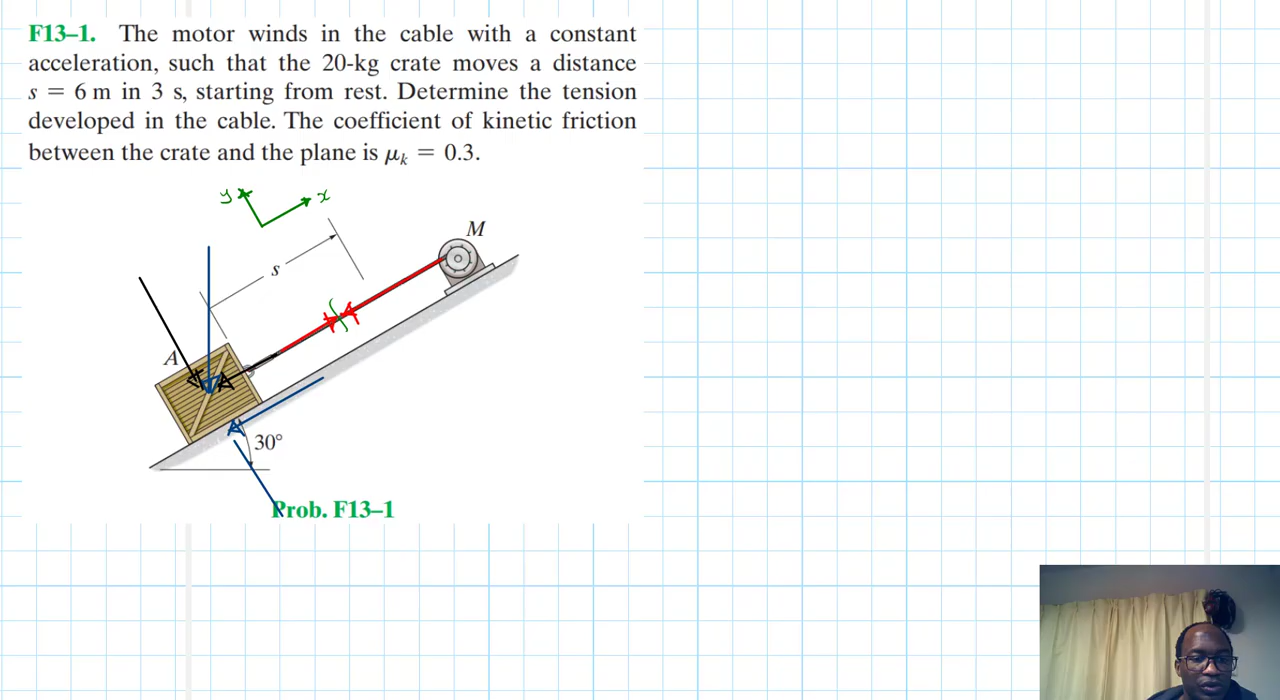 F13–1. The motor winds in the cable with a constant
acceleration, such that the 20-kg crate moves a distance
s = 6 m in 3 s, starting from rest. Determine the tension
developed in the cable. The coefficient of kinetic friction
between the crate and the plane is μk = 0.3.
y x
M
s
A
30°
Prob. F13–1